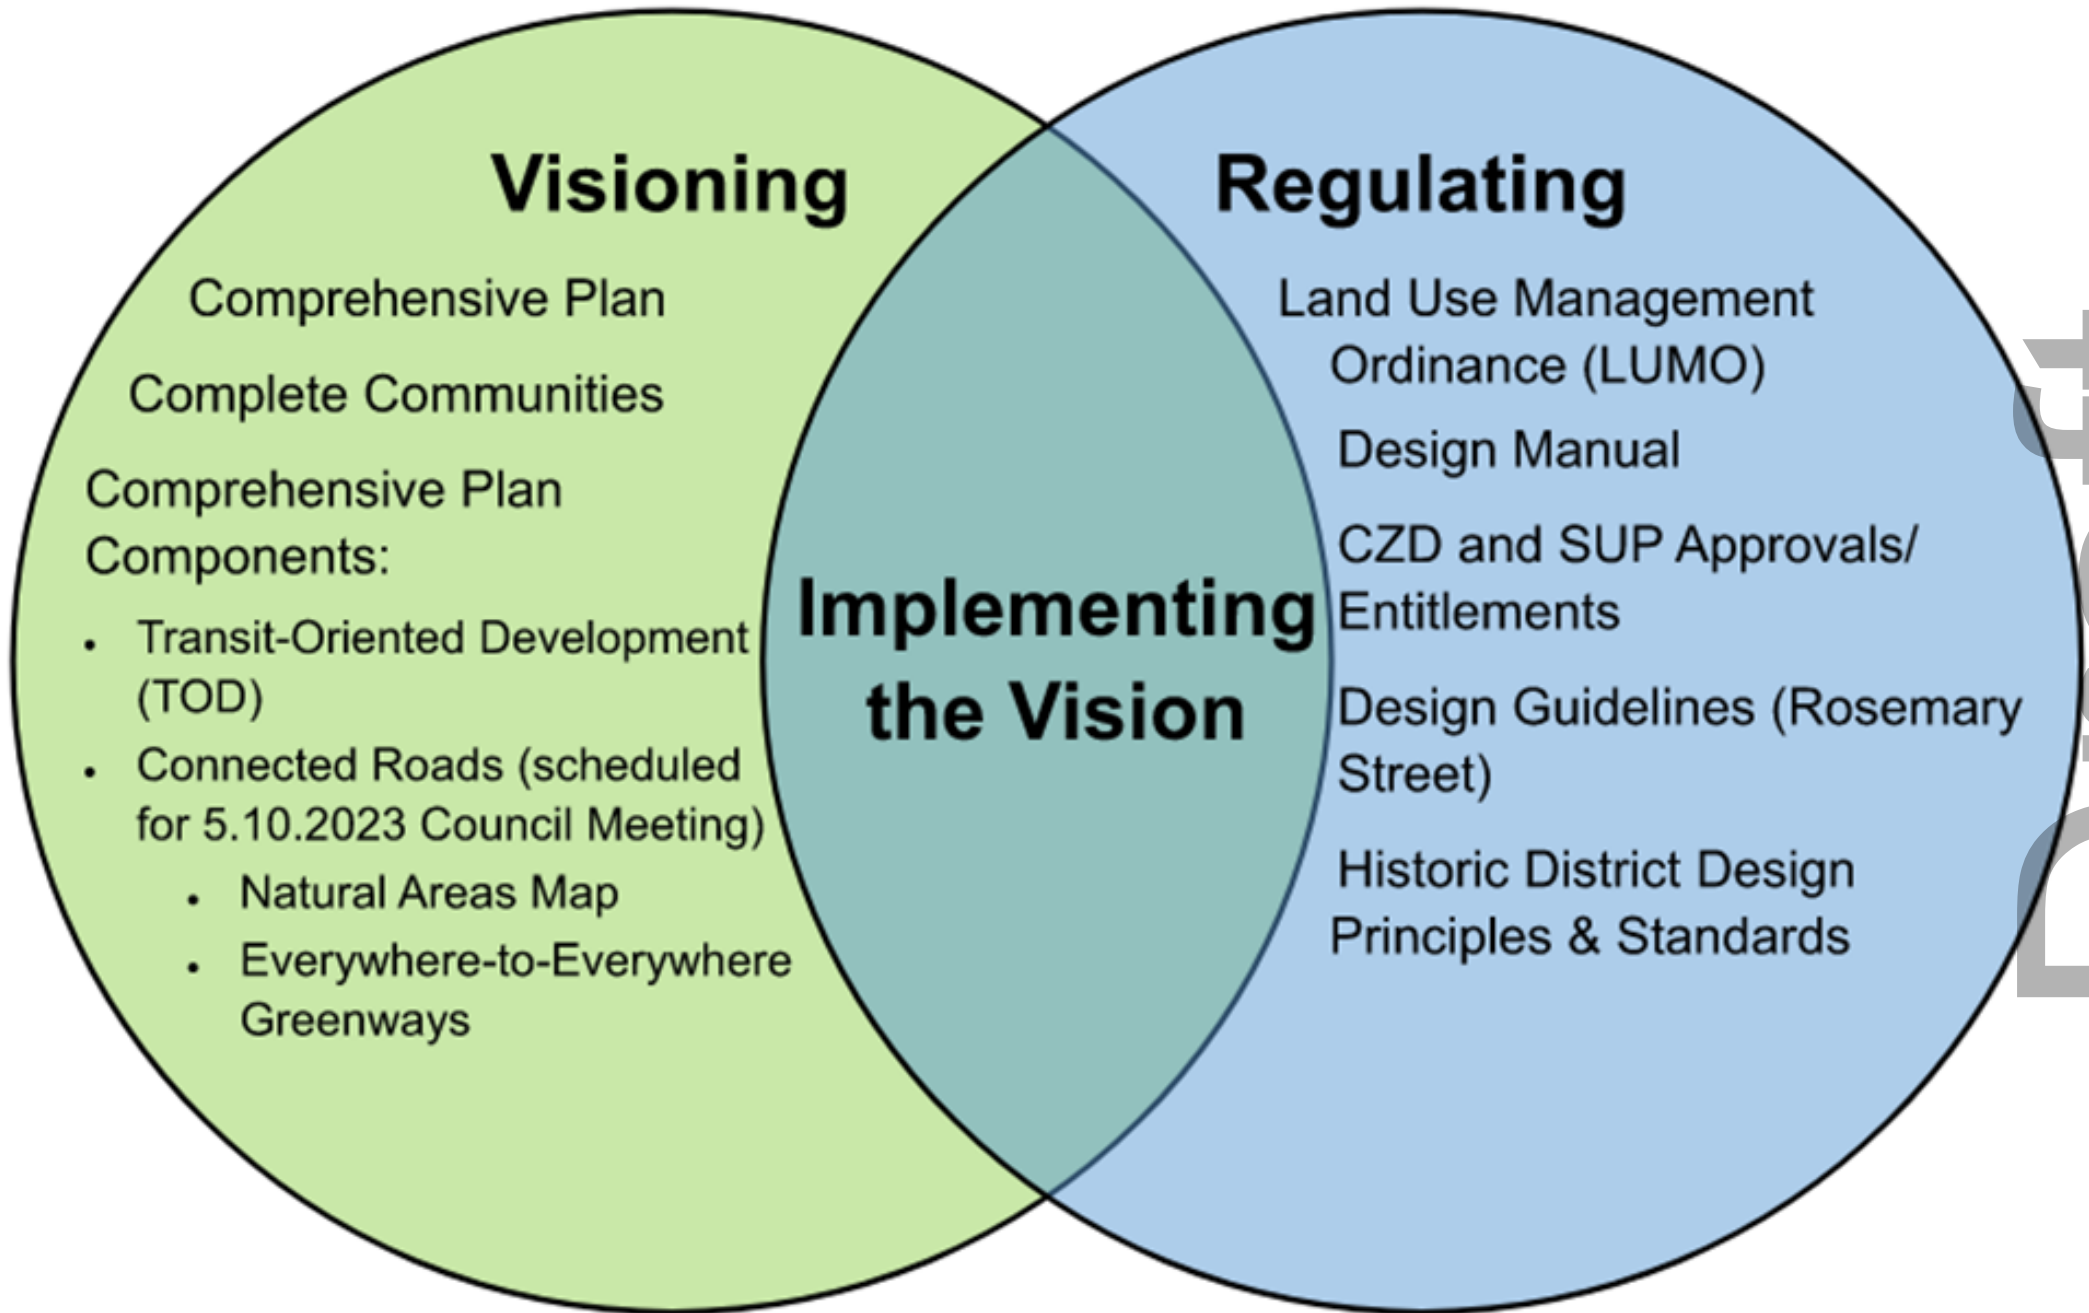 Visioning
Comprehensive Plan
Complete Communities
Comprehensive Plan
Components:
• Transit-Oriented Development
(TOD)
• Connected Roads (scheduled
for 5.10.2023 Council Meeting)
• Natural Areas Map
• Everywhere-to-Everywhere
Greenways
Implementing
the Vision
Regulating
Land Use Management
Ordinance (LUMO)
Design Manual
CZD and SUP Approvals/
Entitlements
Design Guidelines (Rosemary
Street)
Historic District Design
Principles & Standards